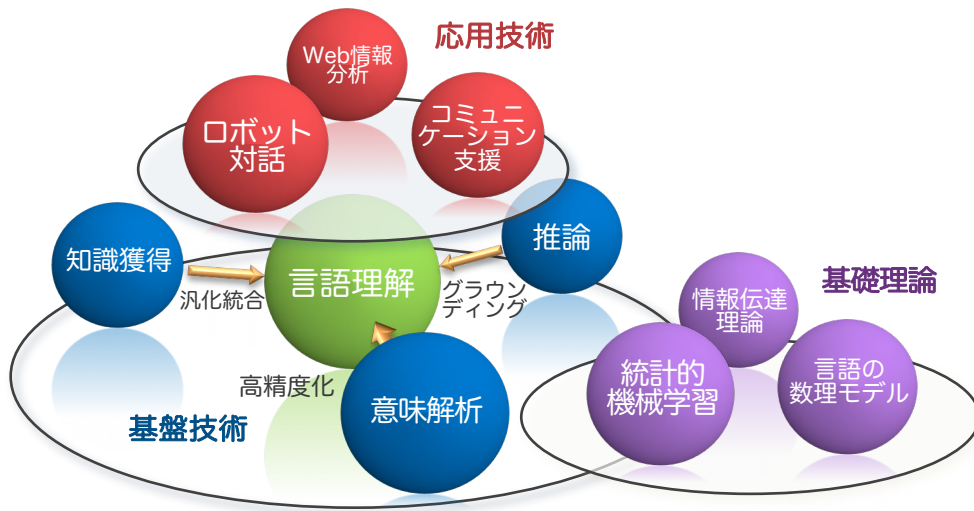 応用技術
Web情報
分析
ロボット
対話
コミュニ
ケーション
支援
知識獲得
汎化統合
言語理解
推論
グラウン
ディング
高精度化
意味解析
基盤技術
基礎理論
情報伝達
理論
統計的
機械学習
言語の
数理モデル